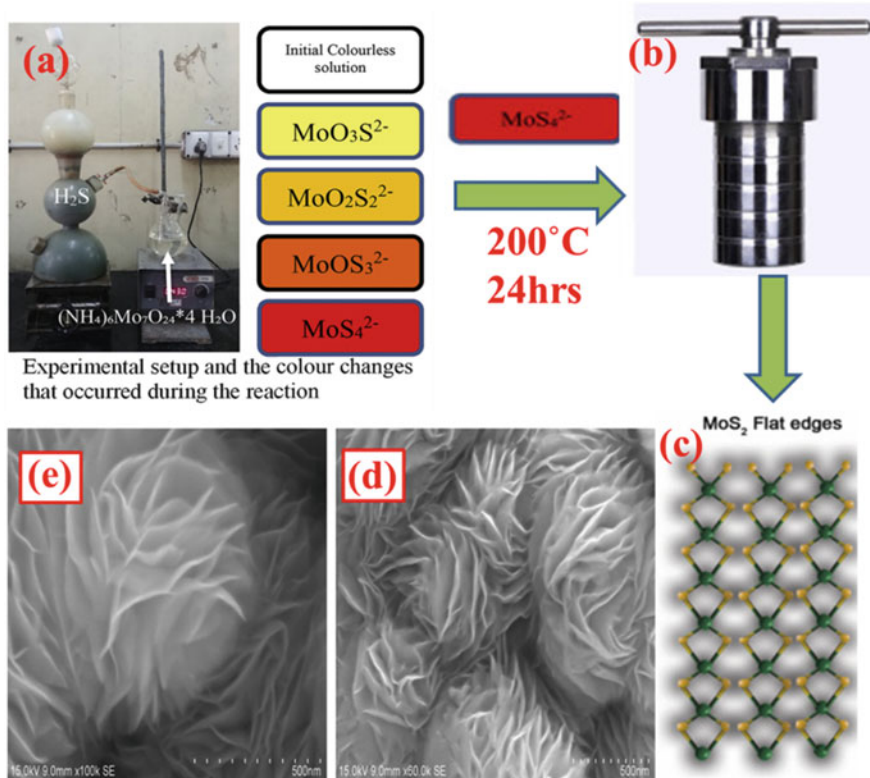 (a)
H₂S
(NH₄)₆Mo₇O₂₄*4 H₂O
Initial Colourless
solution
MoO₃S²⁻
MoO₂S₂²⁻
MoOS₃²⁻
MoS₄²⁻
Experimental setup and the colour changes
that occurred during the reaction
MoS₄²⁻
200°C
24hrs
(b)
(c)
MoS₂ Flat edges
(e)
15.0kV 9.0mm x100k SE
500nm
(d)
15.0kV 9.0mm x60.0k SE
500nm